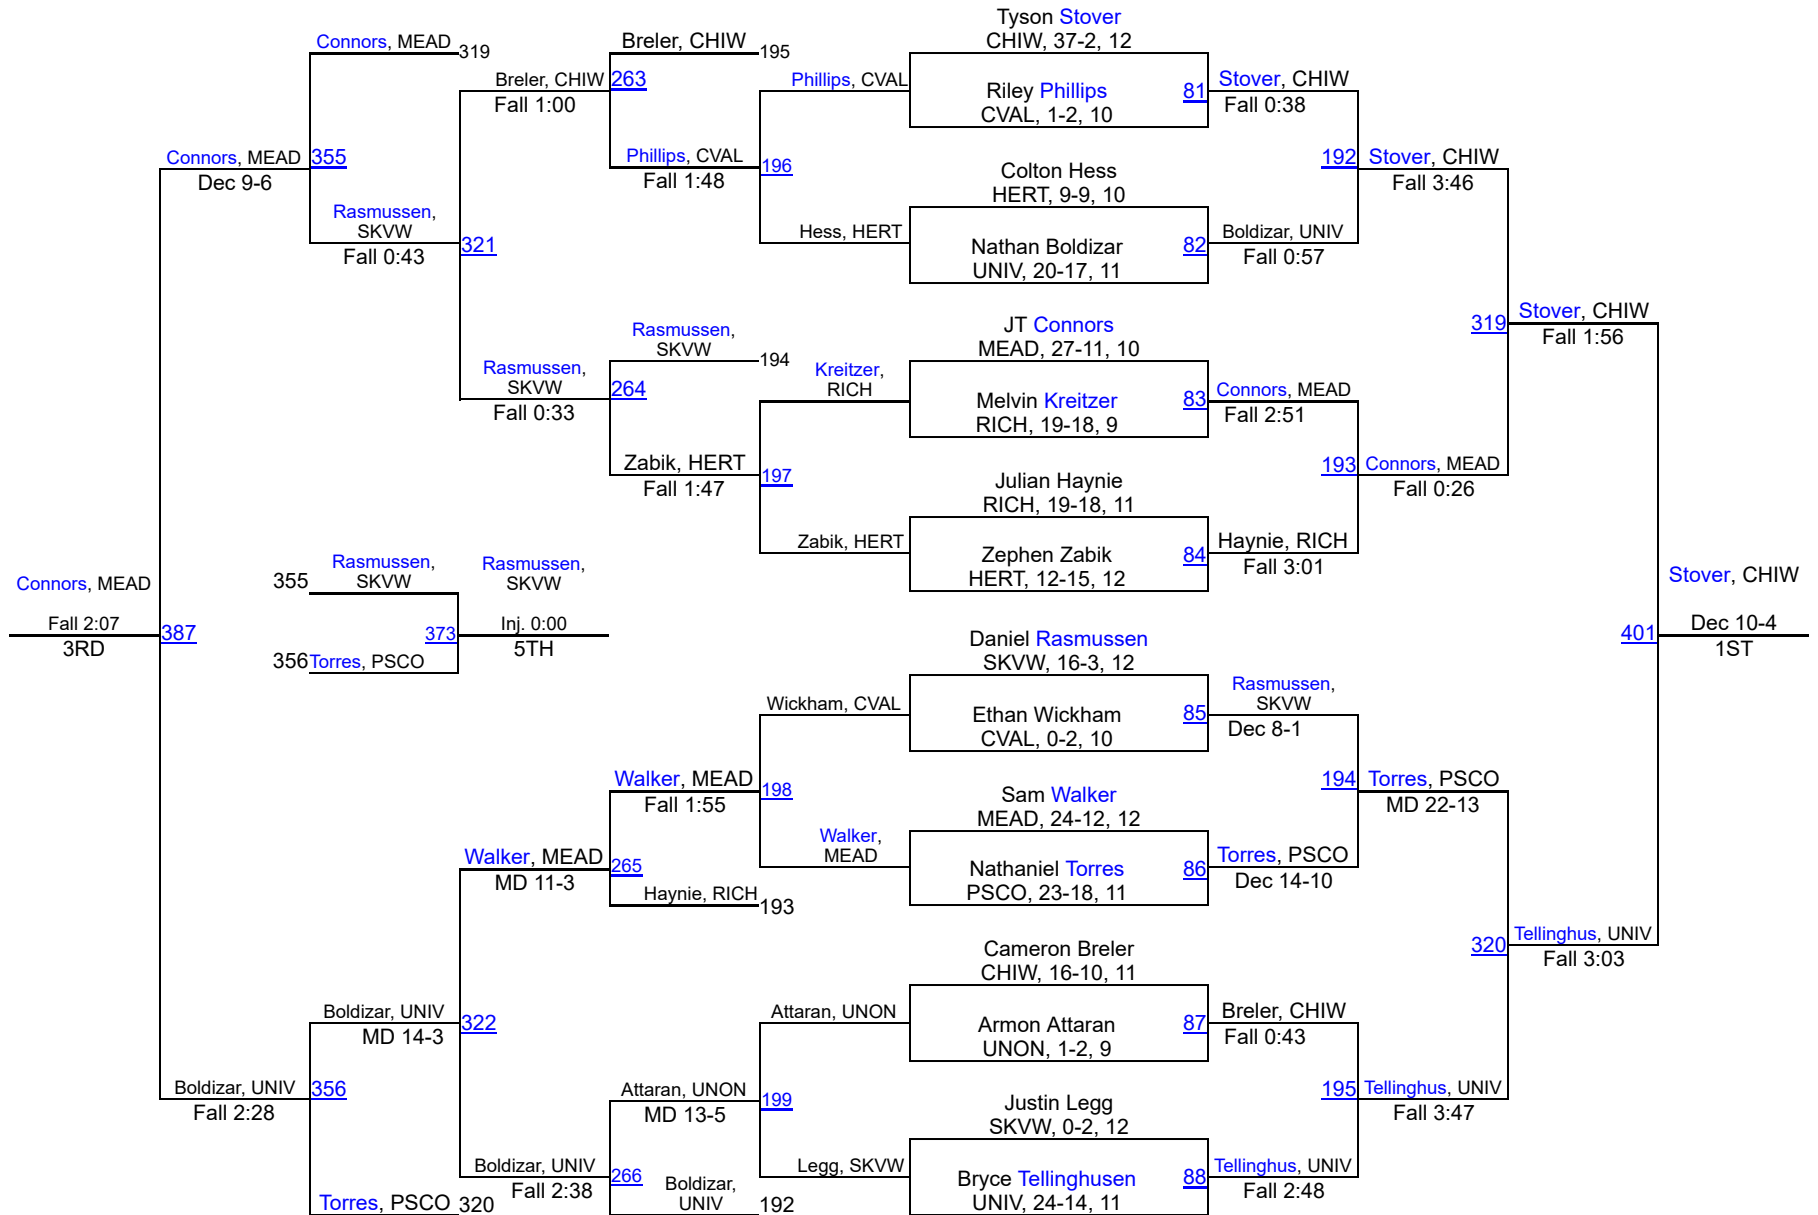 Tyson Stover
CHIW, 37-2, 12
Riley Phillips
CVAL, 1-2, 10
81
Colton Hess
HERT, 9-9, 10
Nathan Boldizar
UNIV, 20-17, 11
82
JT Connors
MEAD, 27-11, 10
Melvin Kreitzer
RICH, 19-18, 9
83
Julian Haynie
RICH, 19-18, 11
Zephen Zabik
HERT, 12-15, 12
84
Daniel Rasmussen
SKVW, 16-3, 12
Ethan Wickham
CVAL, 0-2, 10
85
Sam Walker
MEAD, 24-12, 12
Nathaniel Torres
PSCO, 23-18, 11
86
Cameron Breler
CHIW, 16-10, 11
Armon Attaran
UNON, 1-2, 9
87
Justin Legg
SKVW, 0-2, 12
Bryce Tellinghusen
UNIV, 24-14, 11
88
Stover, CHIW
Fall 0:38
192
Boldizar, UNIV
Fall 0:57
Connors, MEAD
Fall 2:51
193
Haynie, RICH
Fall 3:01
Rasmussen,
SKVW
Dec 8-1
194
Torres, PSCO
Dec 14-10
Breler, CHIW
Fall 0:43
195
Tellinghus, UNIV
Fall 2:48
Stover, CHIW
Fall 3:46
319
Connors, MEAD
Fall 0:26
Torres, PSCO
MD 22-13
320
Tellinghus, UNIV
Fall 3:47
Stover, CHIW
Fall 1:56
401
Tellinghus, UNIV
Fall 3:03
Stover, CHIW
Dec 10-4
1ST
Phillips, CVAL
196
Hess, HERT
Kreitzer,
RICH
197
Zabik, HERT
Wickham, CVAL
198
Walker,
MEAD
Attaran, UNON
199
Legg, SKVW
Breler, CHIW
195
263
Phillips, CVAL
Fall 1:48
Rasmussen,
SKVW
194
264
Zabik, HERT
Fall 1:47
Walker, MEAD
Fall 1:55
265
Haynie, RICH
193
Attaran, UNON
MD 13-5
266
Boldizar,
UNIV
192
Breler, CHIW
Fall 1:00
321
Rasmussen,
SKVW
Fall 0:33
Walker, MEAD
MD 11-3
322
Boldizar, UNIV
Fall 2:38
Connors, MEAD
319
355
Rasmussen,
SKVW
Fall 0:43
Boldizar, UNIV
MD 14-3
356
Torres, PSCO
320
Connors, MEAD
Dec 9-6
387
Boldizar, UNIV
Fall 2:28
Connors, MEAD
Fall 2:07
3RD
355
Rasmussen,
SKVW
373
356
Torres, PSCO
Rasmussen,
SKVW
Inj. 0:00
5TH